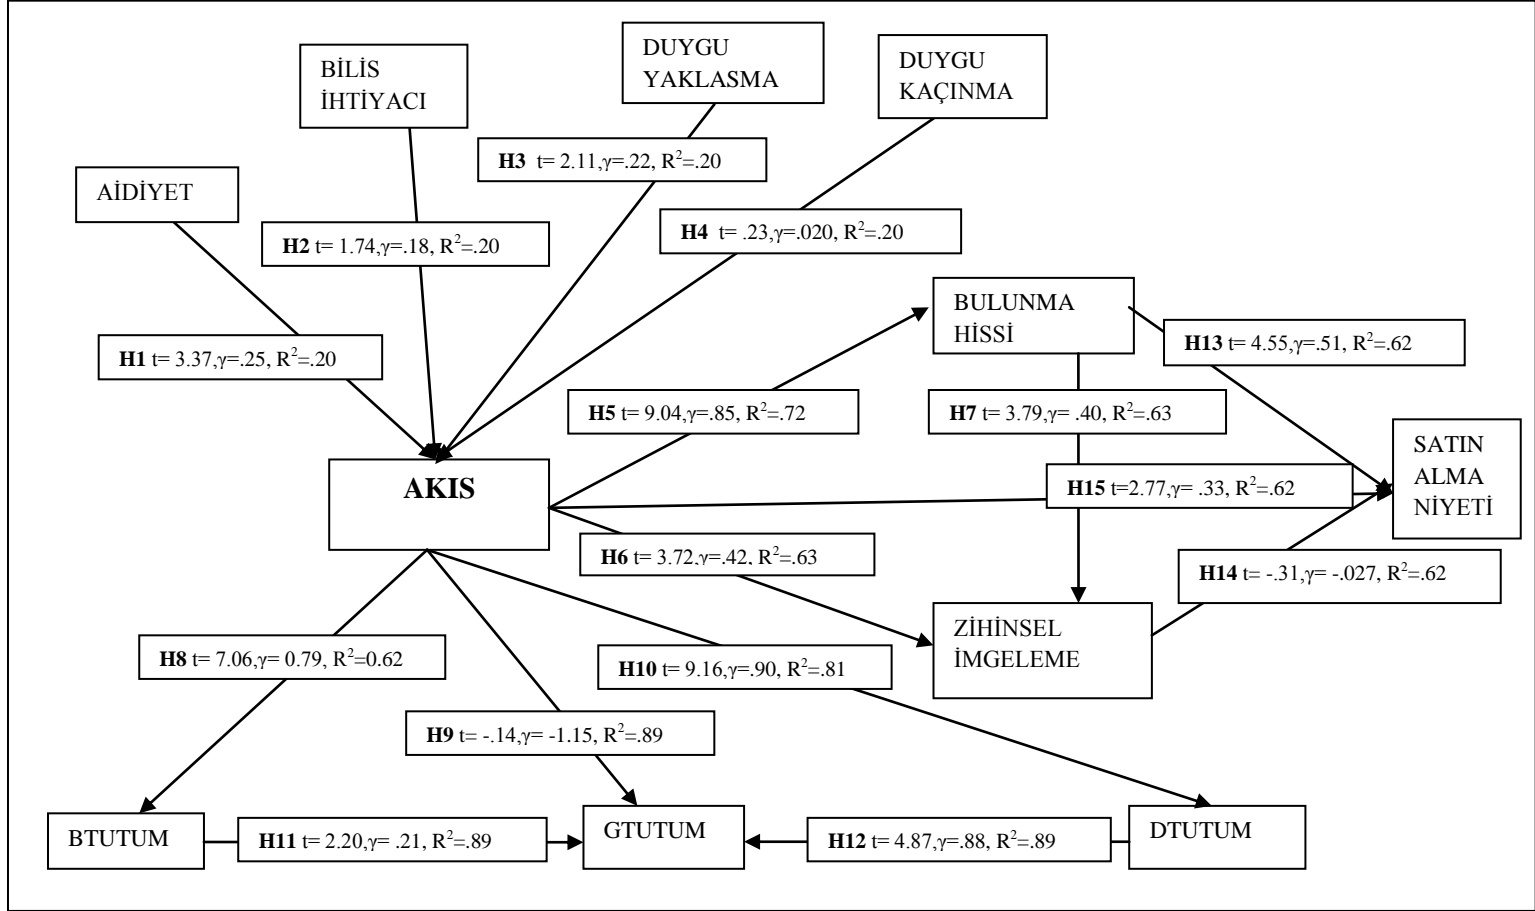 DUYGU
YAKLASMA
BİLİS
İHTİYACI
DUYGU
KAÇINMA
H3 t= 2.11,γ=.22, R²=.20
AİDİYET
H2 t= 1.74,γ=.18, R²=.20
H4 t= .23,γ=.020, R²=.20
BULUNMA
HİSSİ
H1 t= 3.37,γ=.25, R²=.20
H13 t= 4.55,γ=.51, R²=.62
H5 t= 9.04,γ=.85, R²=.72
H7 t= 3.79,γ= .40, R²=.63
SATIN
ALMA
NİYETİ
AKIS
H15 t=2.77,γ= .33, R²=.62
H6 t= 3.72,γ=.42, R²=.63
H14 t= -.31,γ= -.027, R²=.62
ZİHİNSEL
İMGELEME
H8 t= 7.06,γ= 0.79, R²=0.62
H10 t= 9.16,γ=.90, R²=.81
H9 t= -.14,γ= -1.15, R²=.89
BTUTUM
H11 t= 2.20,γ= .21, R²=.89
GTUTUM
H12 t= 4.87,γ=.88, R²=.89
DTUTUM